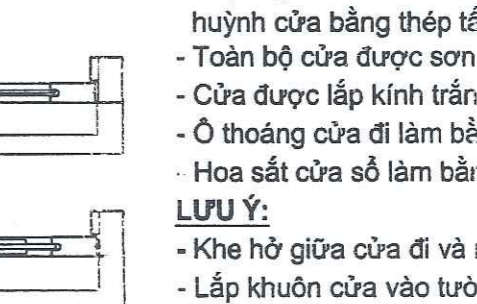 huỳnh cửa bằng thép tấ
- Toàn bộ cửa được sơn
- Cửa được lắp kính trắn
- Ô thoáng cửa đi làm bằ
- Hoa sắt cửa sổ làm bằn
LƯU Ý:
- Khe hở giữa cửa đi và
- Lắp khuôn cửa vào tườ